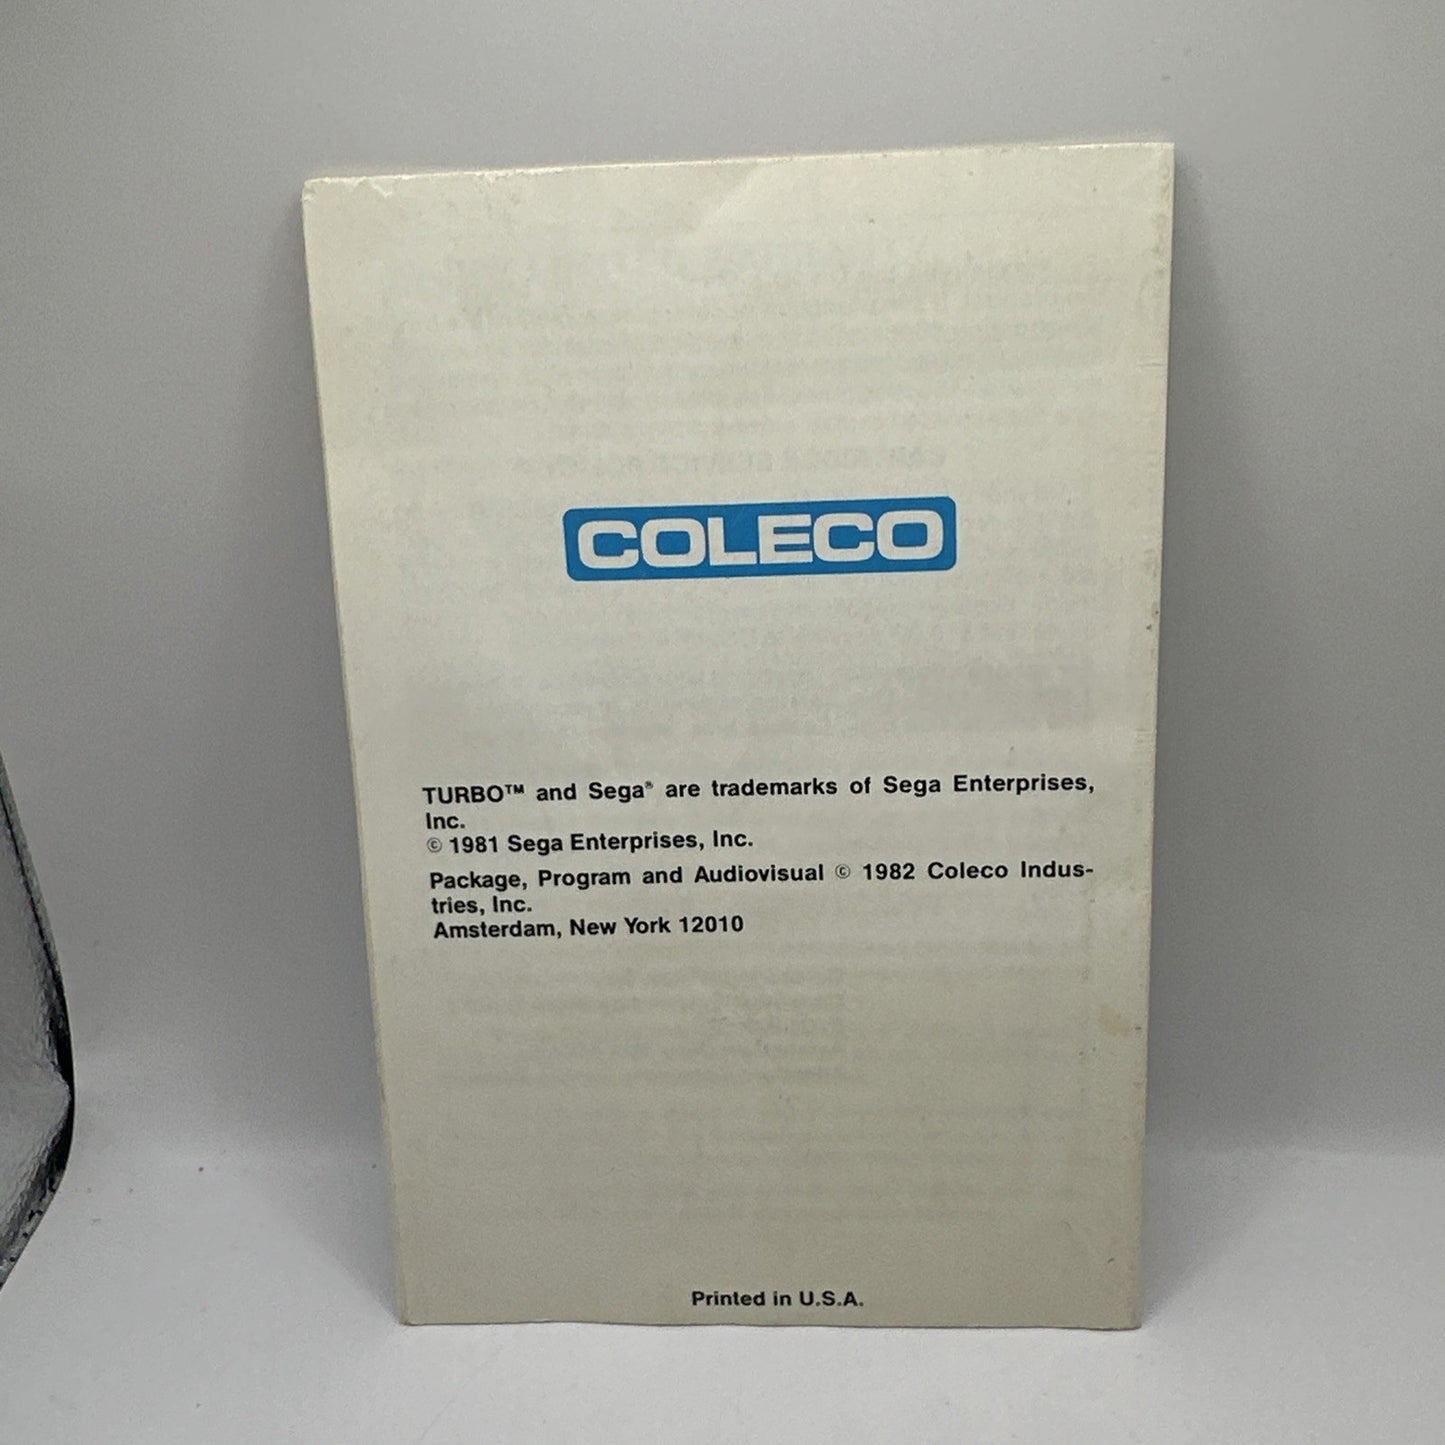 COLECO
TURBO™ and Sega® are trademarks of Sega Enterprises,
Inc.
© 1981 Sega Enterprises, Inc.
Package, Program and Audiovisual © 1982 Coleco Indus-
tries, Inc.
Amsterdam, New York 12010
Printed in U.S.A.